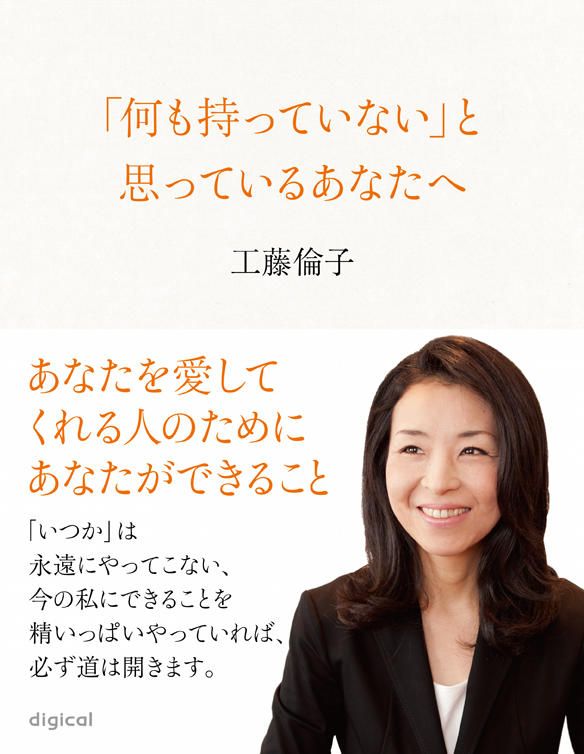 「何も持っていない」と
思っているあなたへ
工藤倫子
あなたを愛して
くれる人のために
あなたができること
「いつか」は
永遠にやってこない、
今の私にできることを
精いっぱいやっていれば、
必ず道は開きます。
digical